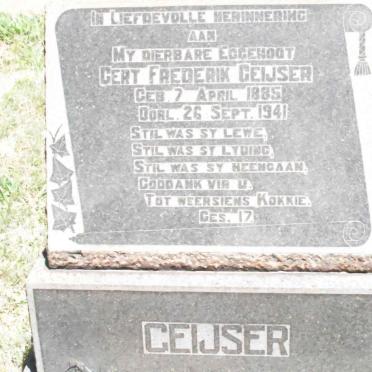 In Liefdevolle herinnering
aan
My dierbare Eggenoot
Gert Frederik Geijser
Geb. 7 April 1885
Oorl. 26 Sept. 1941
Stil was sy lewe,
Stil was sy lyding,
Stil was sy heengaan,
Goddank vir u.
Tot weersiens Kokkie.
Ges. 17.
GEIJSER